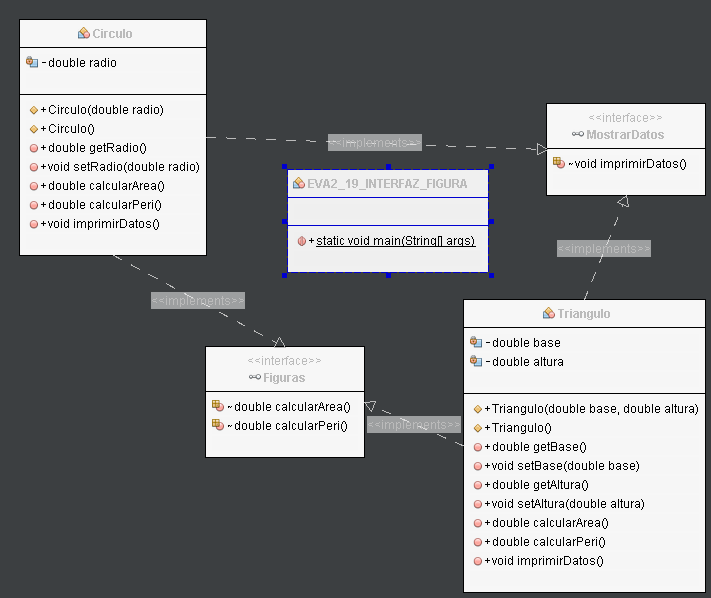 Circulo
- double radio
+ Circulo(double radio)
+ Circulo()
+ double getRadio()
+ void setRadio(double radio)
+ double calcularArea()
+ double calcularPeri()
+ void imprimirDatos()
<<implements>>
<<interface>>
MostrarDatos
~ void imprimirDatos()
EVA2_19_INTERFAZ_FIGURA
+ static void main(String[] args)
<<implements>>
<<implements>>
<<interface>>
Figuras
~ double calcularArea()
~ double calcularPeri()
<<implements>>
Triangulo
- double base
- double altura
+ Triangulo(double base, double altura)
+ Triangulo()
+ double getBase()
+ void setBase(double base)
+ double getAltura()
+ void setAltura(double altura)
+ double calcularArea()
+ double calcularPeri()
+ void imprimirDatos()